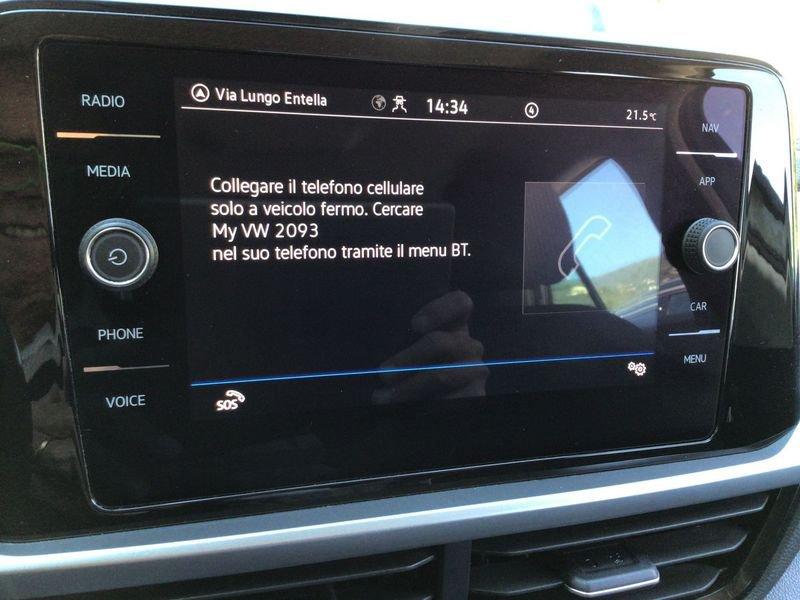 RADIO
MEDIA
PHONE
VOICE
Via Lungo Entella 14:34 4 21.5°C
Collegare il telefono cellulare
solo a veicolo fermo. Cercare
My VW 2093
nel suo telefono tramite il menu BT.
SOS
NAV
APP
CAR
MENU